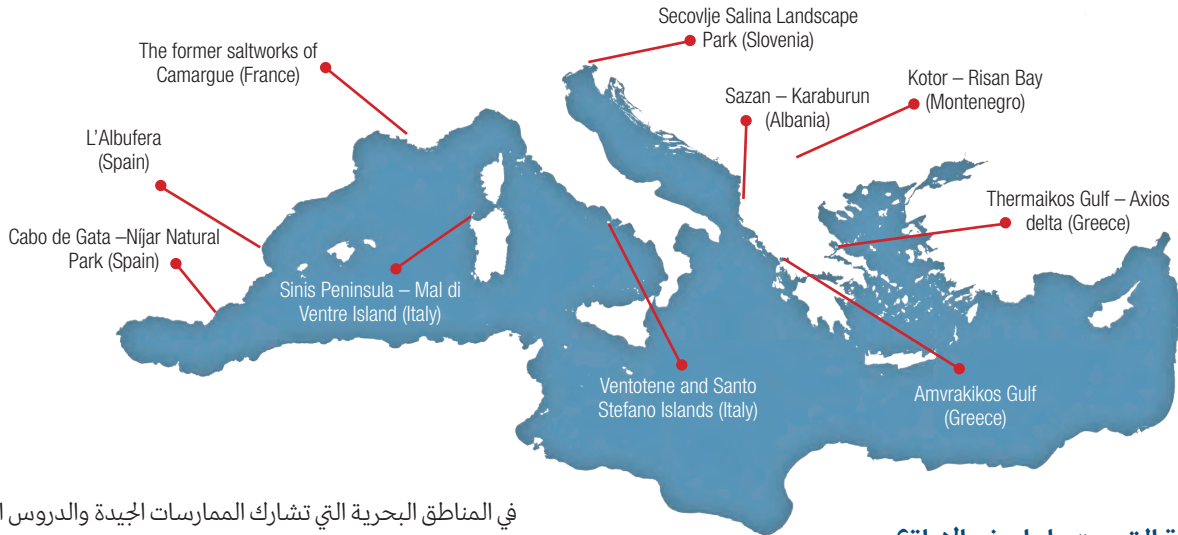 Secovlje Salina Landscape
Park (Slovenia)
The former saltworks of
Camargue (France)
Kotor – Risan Bay
(Montenegro)
Sazan – Karaburun
(Albania)
L'Albufera
(Spain)
Thermaikos Gulf – Axios
delta (Greece)
Cabo de Gata –Níjar Natural
Park (Spain)
Sinis Peninsula – Mal di
Ventre Island (Italy)
Ventotene and Santo
Stefano Islands (Italy)
Amvrakikos Gulf
(Greece)
في المناطق البحرية التي تشارك الممارسات الجيدة والدروس